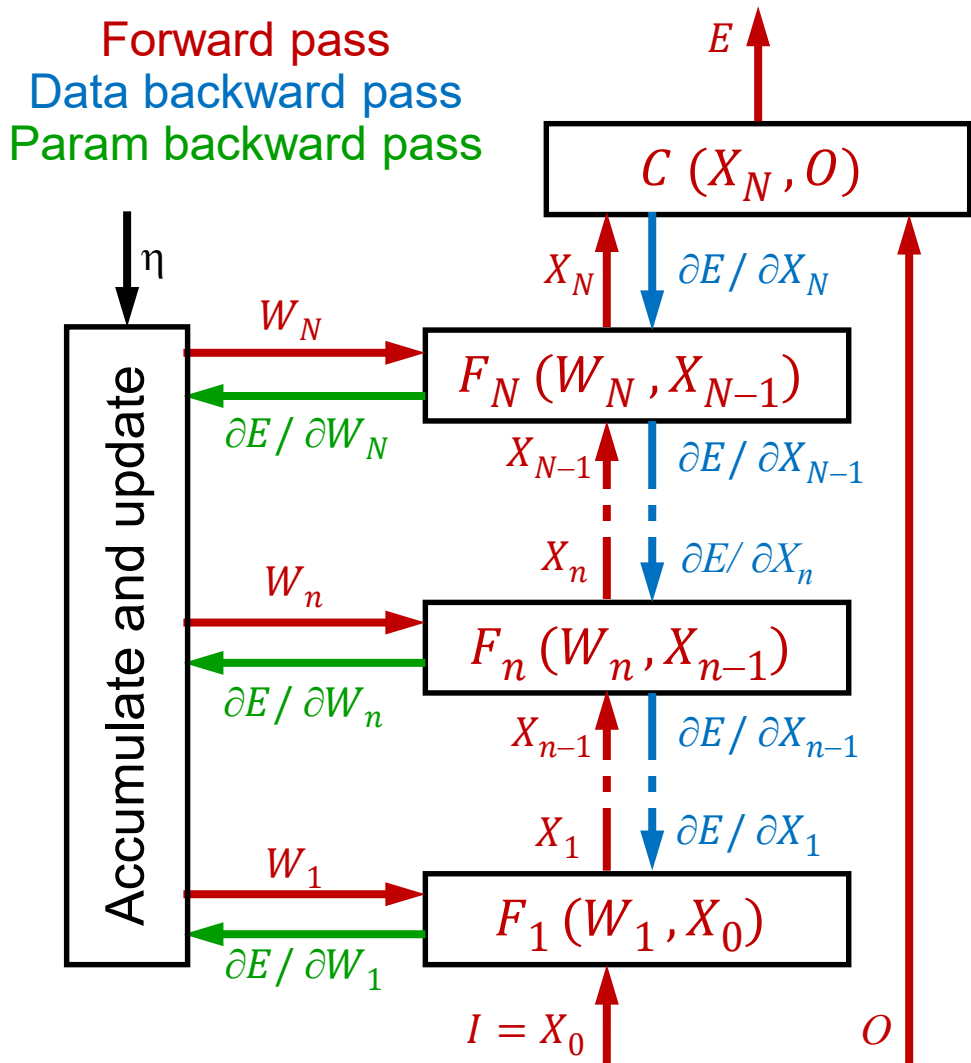 Forward pass
Data backward pass
Param backward pass
E
C (X_N , O)
η
X_N
∂E / ∂X_N
W_N
F_N (W_N , X_{N−1})
∂E / ∂W_N
X_{N−1}
∂E / ∂X_{N−1}
Accumulate and update
X_n
∂E / ∂X_n
W_n
F_n (W_n , X_{n−1})
∂E / ∂W_n
X_{n−1}
∂E / ∂X_{n−1}
X_1
∂E / ∂X_1
W_1
F_1 (W_1 , X_0)
∂E / ∂W_1
I = X_0
O